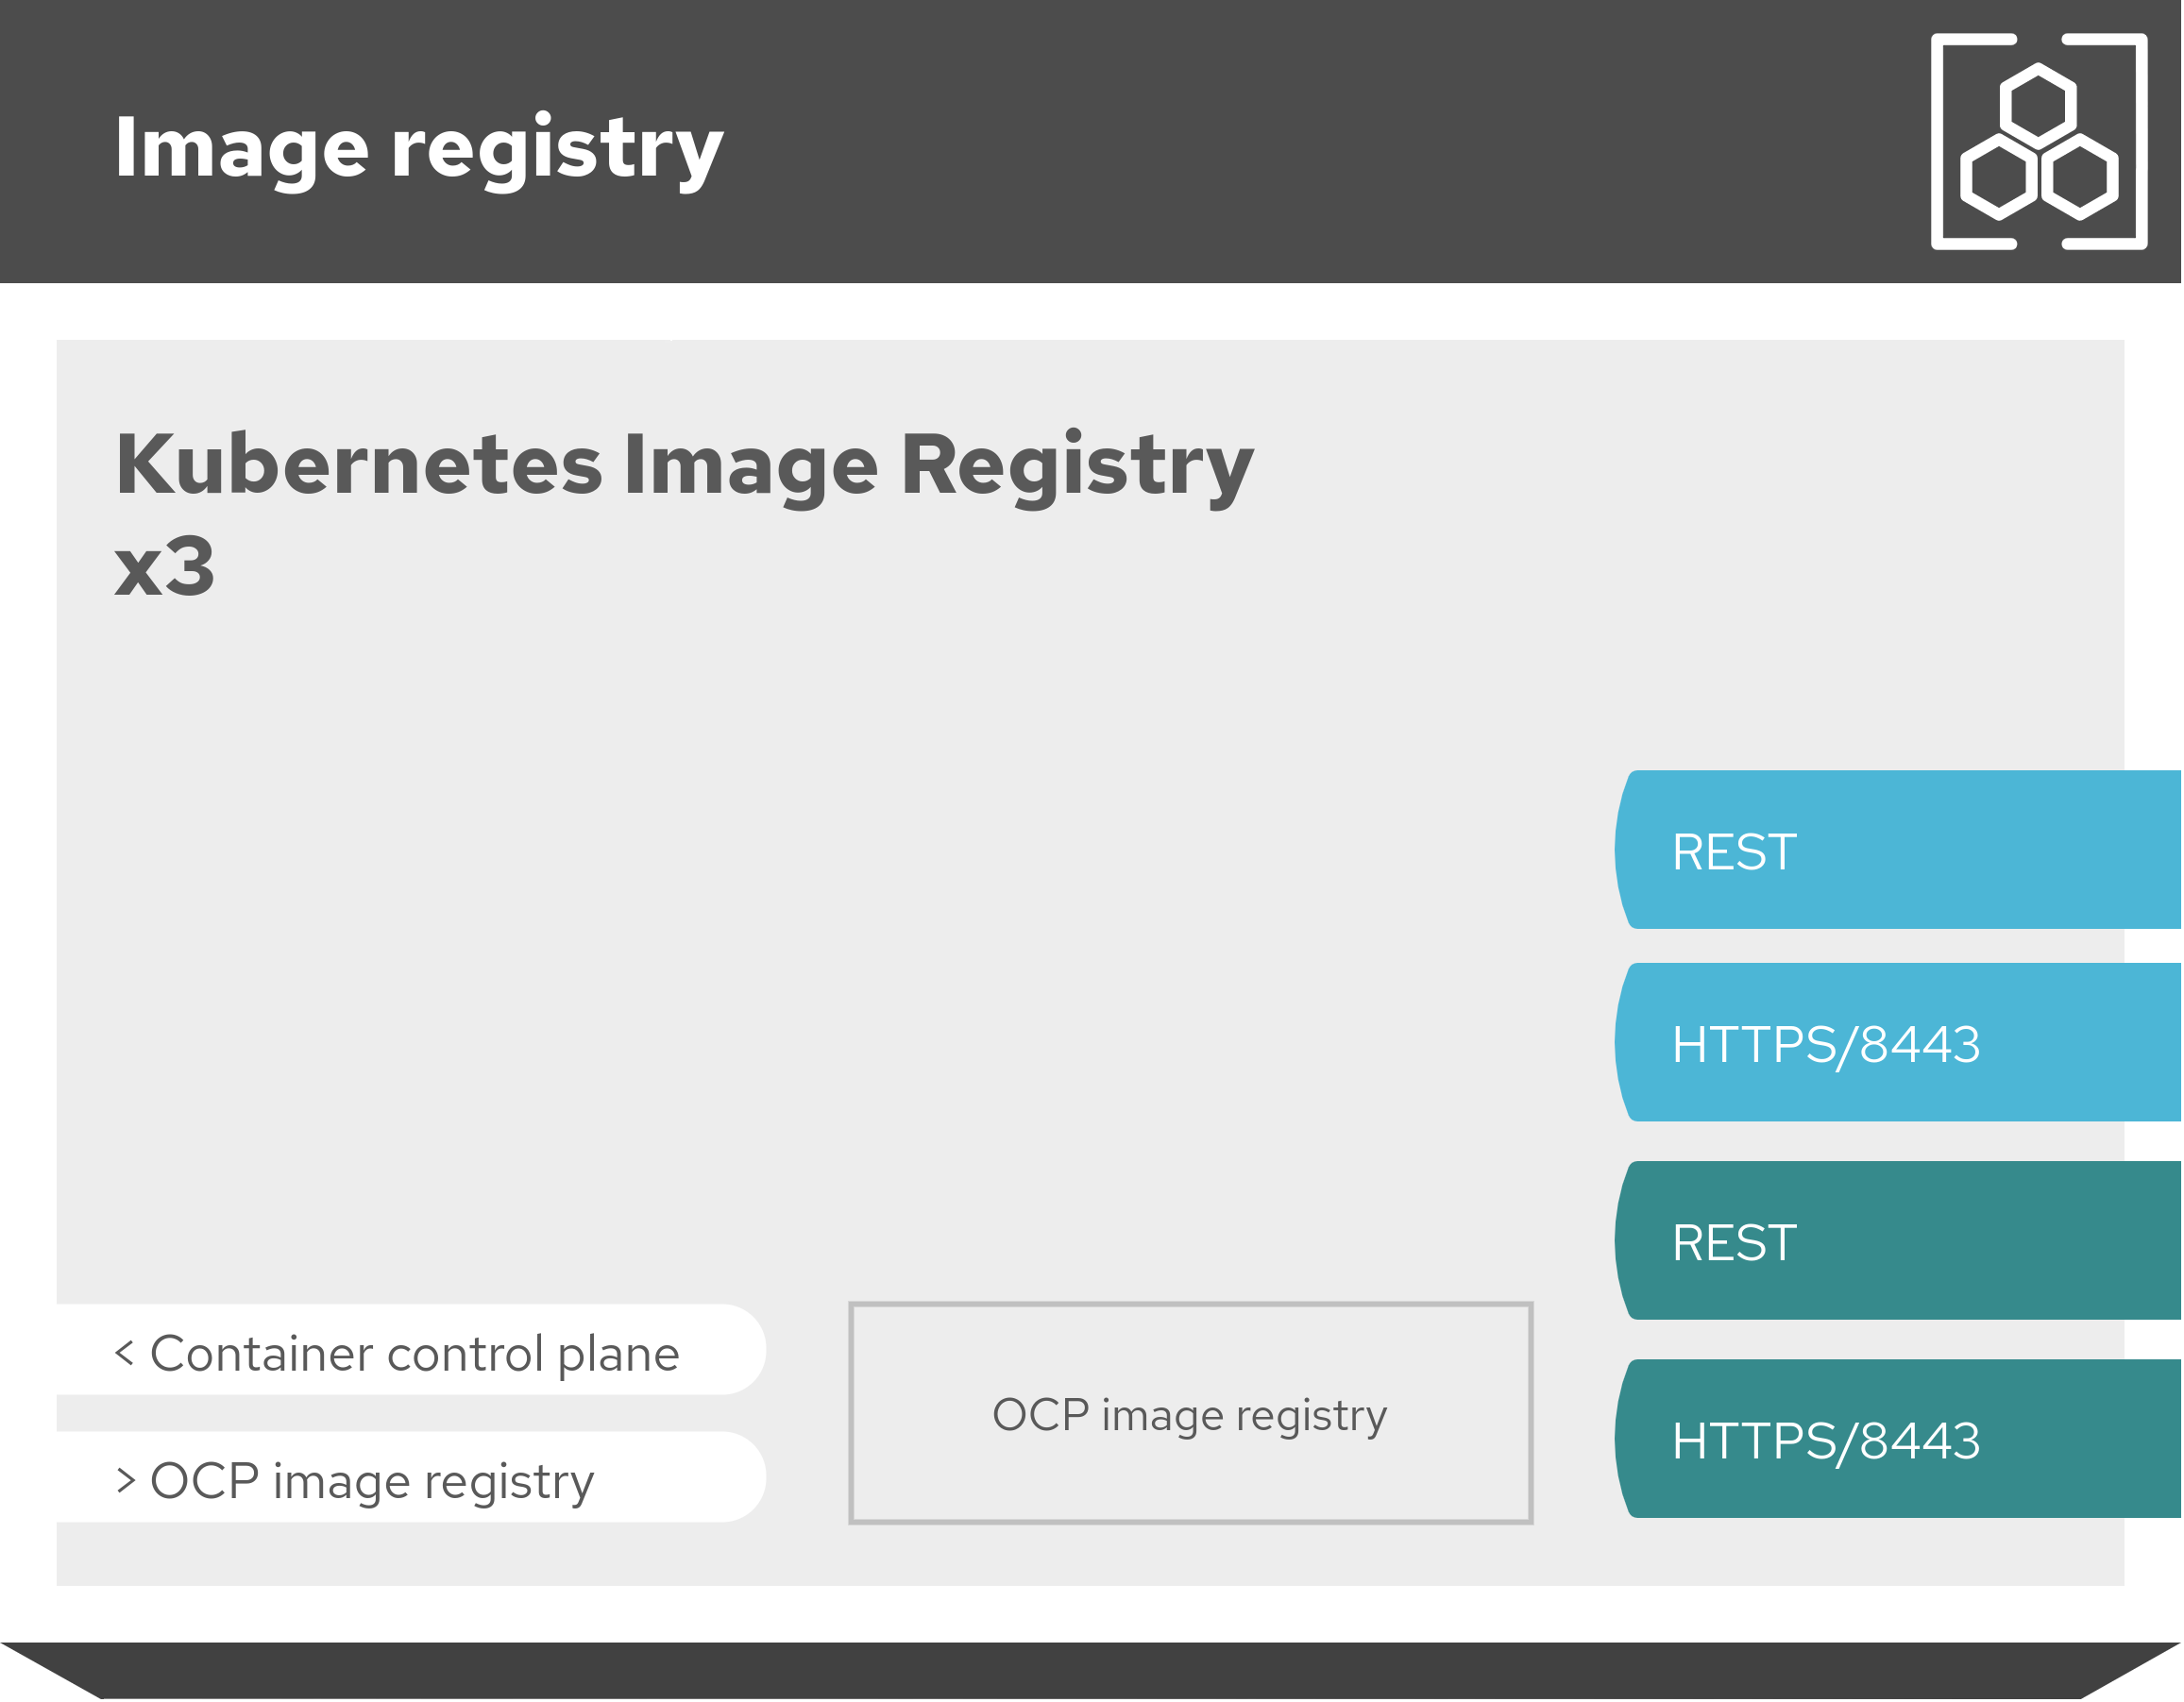 Image registry
Kubernetes Image Registry
x3
REST
HTTPS/8443
REST
HTTPS/8443
< Container control plane
> OCP image registry
OCP image registry